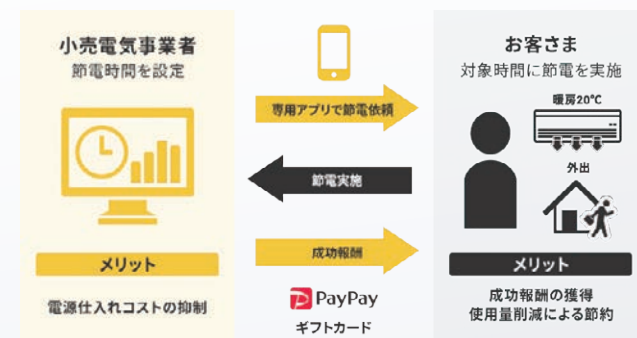 小売電気事業者
節電時間を設定
メリット
電源仕入れコストの抑制
専用アプリで節電依頼
節電実施
成功報酬
PayPay
ギフトカード
お客さま
対象時間に節電を実施
暖房20℃
外出
メリット
成功報酬の獲得
使用量削減による節約